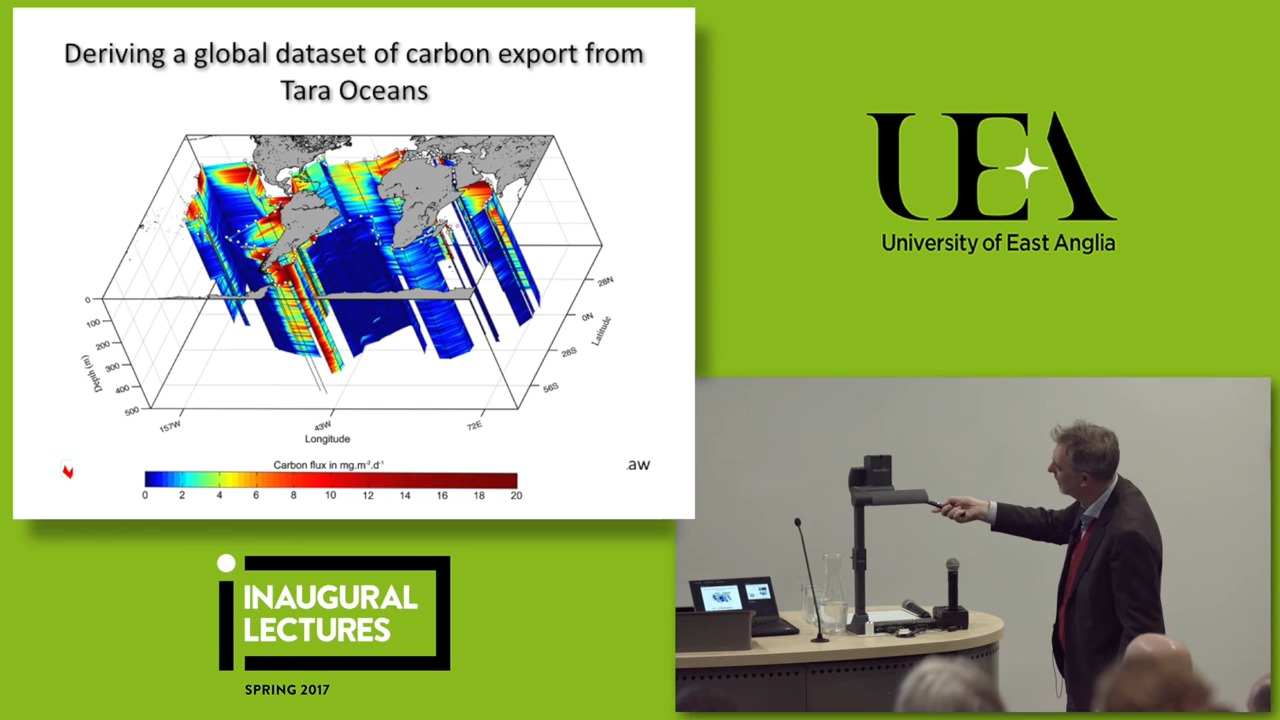 Deriving a global dataset of carbon export from
Tara Oceans
0
100
200
300
400
500
Depth (m)
157W
43W
72E
Longitude
28N
0N
28S
56S
Latitude
Carbon flux in mg.m⁻².d⁻¹
0 2 4 6 8 10 12 14 16 18 20
.aw
UEA
University of East Anglia
INAUGURAL
LECTURES
SPRING 2017